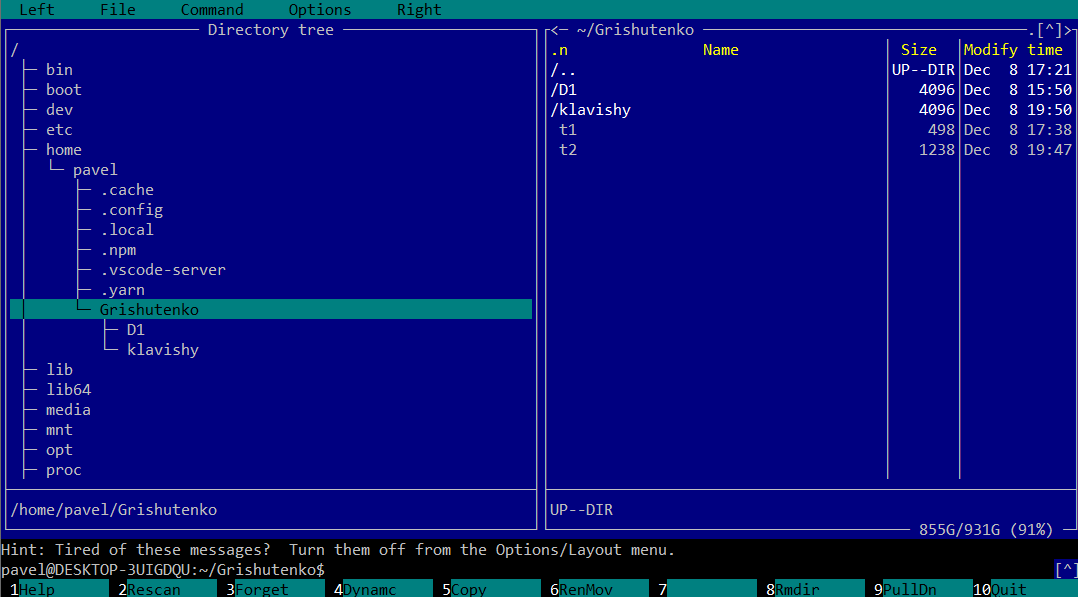 Left File Command Options Right
Directory tree
/
bin
boot
dev
etc
home
pavel
.cache
.config
.local
.npm
.vscode-server
.yarn
Grishutenko
D1
klavishy
lib
lib64
media
mnt
opt
proc
/home/pavel/Grishutenko
<─ ~/Grishutenko .[^]>
.n Name Size Modify time
/.. UP--DIR Dec 8 17:21
/D1 4096 Dec 8 15:50
/klavishy 4096 Dec 8 19:50
t1 498 Dec 8 17:38
t2 1238 Dec 8 19:47
UP--DIR
855G/931G (91%)
Hint: Tired of these messages? Turn them off from the Options/Layout menu.
pavel@DESKTOP-3UIGDQU:~/Grishutenko$ [^]
1Help 2Rescan 3Forget 4Dynamc 5Copy 6RenMov 7 8Rmdir 9PullDn 10Quit